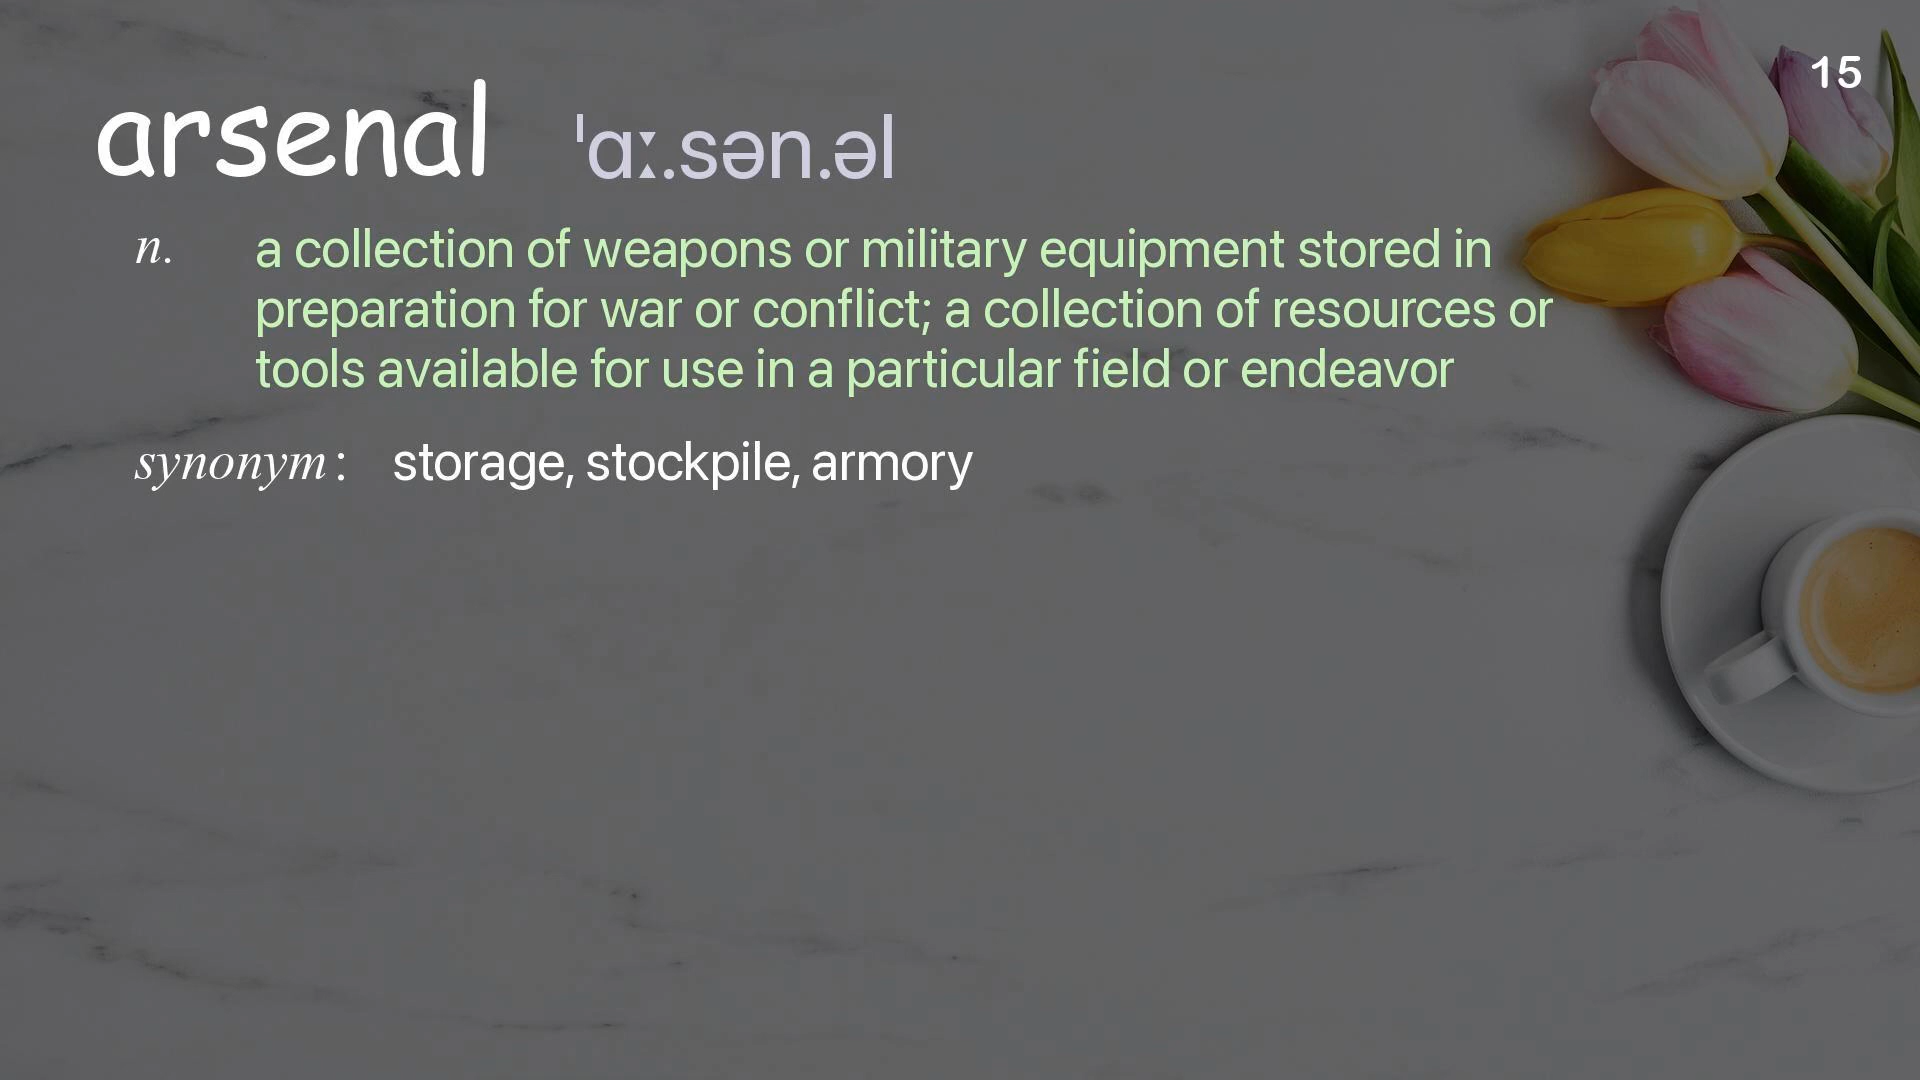 15
arsenal ˈɑː.sən.əl
n. a collection of weapons or military equipment stored in
preparation for war or conflict; a collection of resources or
tools available for use in a particular field or endeavor
synonym: storage, stockpile, armory